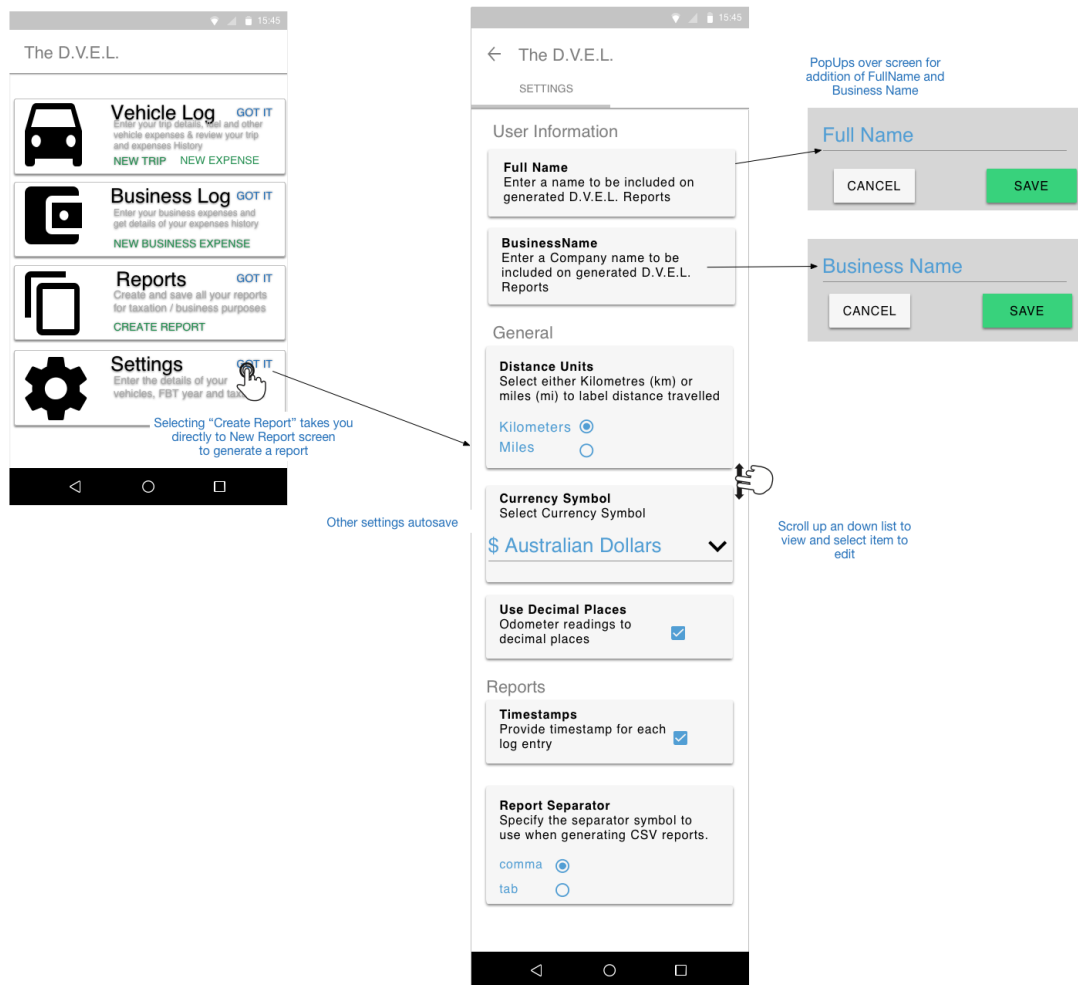 15:45
The D.V.E.L.
Vehicle Log GOT IT
Enter your trip details, fuel and other
vehicle expenses & review your trip
and expenses History
NEW TRIP NEW EXPENSE
Business Log GOT IT
Enter your business expenses and
get details of your expenses history
NEW BUSINESS EXPENSE
Reports GOT IT
Create and save all your reports
for taxation / business purposes
CREATE REPORT
Settings GOT IT
Enter the details of your
vehicles, FBT year and
Selecting “Create Report” takes you
directly to New Report screen
to generate a report
Other settings autosave
15:45
The D.V.E.L.
SETTINGS
User Information
Full Name
Enter a name to be included on
generated D.V.E.L. Reports
BusinessName
Enter a Company name to be
included on generated D.V.E.L.
Reports
General
Distance Units
Select either Kilometres (km) or
miles (mi) to label distance travelled
Kilometers
Miles
Currency Symbol
Select Currency Symbol
$ Australian Dollars
Use Decimal Places
Odometer readings to
decimal places
Reports
Timestamps
Provide timestamp for each
log entry
Report Separator
Specify the separator symbol to
use when generating CSV reports.
comma
tab
PopUps over screen for
addition of FullName and
Business Name
Full Name
CANCEL SAVE
Business Name
CANCEL SAVE
Scroll up an down list to
view and select item to
edit